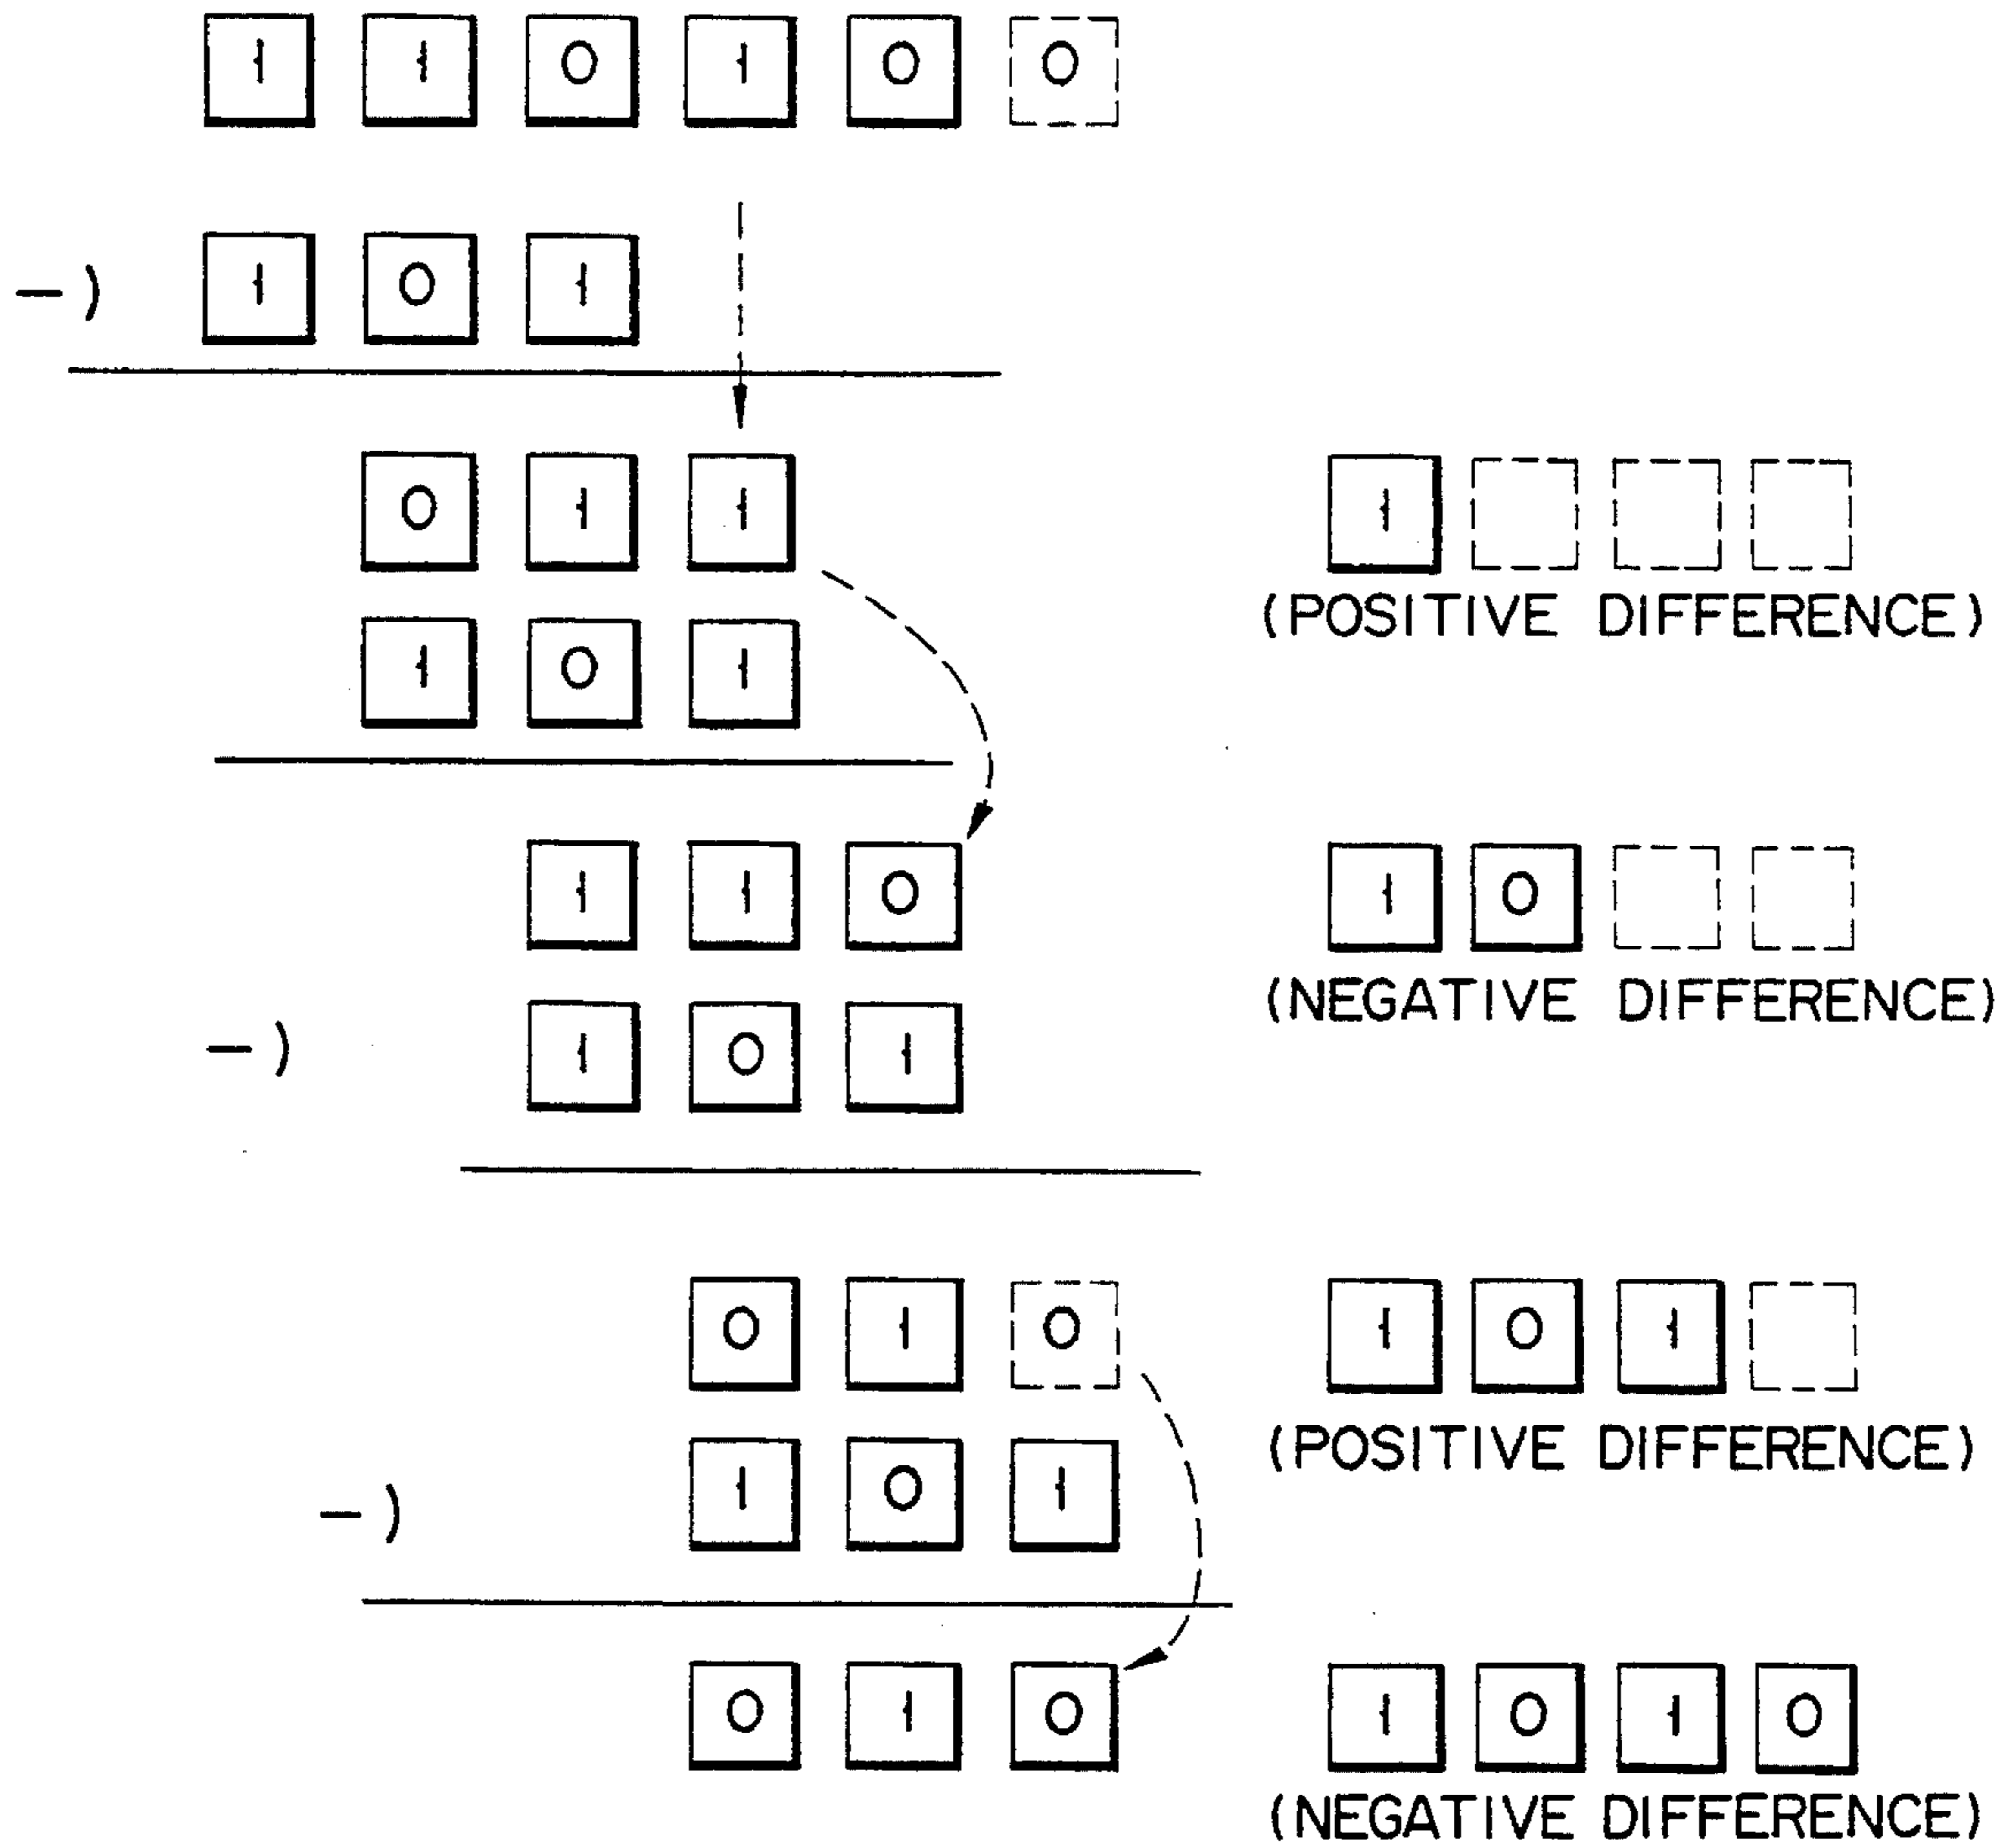 1 1 0 1 0 0
−) 1 0 1
0 1 1 1
(POSITIVE DIFFERENCE)
1 0 1
1 1 0 1 0
(NEGATIVE DIFFERENCE)
−) 1 0 1
0 1 0 1 0 1
(POSITIVE DIFFERENCE)
−) 1 0 1
0 1 0 1 0 1 0
(NEGATIVE DIFFERENCE)